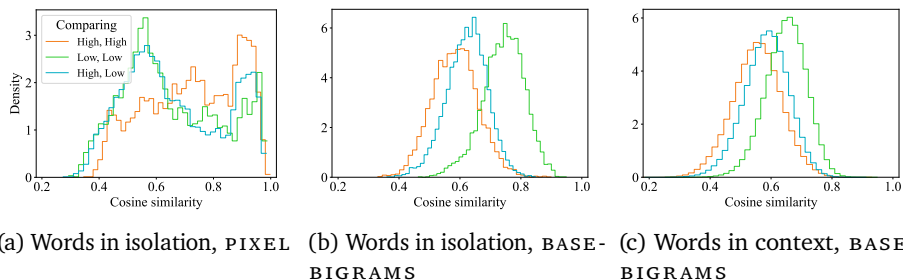 Comparing
High, High
Low, Low
High, Low
Density
3
2
1
0
0.2 0.4 0.6 0.8 1.0
Cosine similarity
6
4
2
0
0.2 0.4 0.6 0.8 1.0
Cosine similarity
6
4
2
0
0.2 0.4 0.6 0.8 1.0
Cosine similarity
(a) Words in isolation, PIXEL
(b) Words in isolation, BASE-
BIGRAMS
(c) Words in context, BASE
BIGRAMS